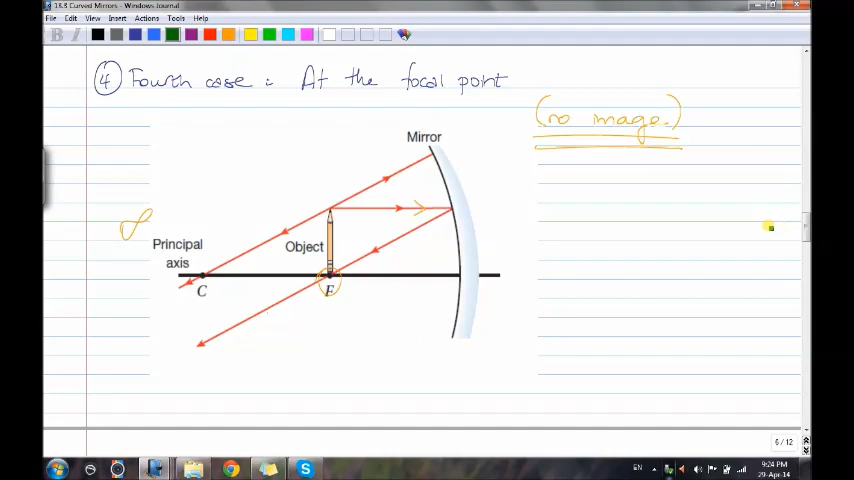 18.8 Curved Mirrors - Windows Journal
File Edit View Insert Actions Tools Help
B I
④ Fourth case : At the focal point
(no image.)
Mirror
∞
Principal
axis
Object
C
F
6 / 12
EN
9:24 PM
29-Apr-14